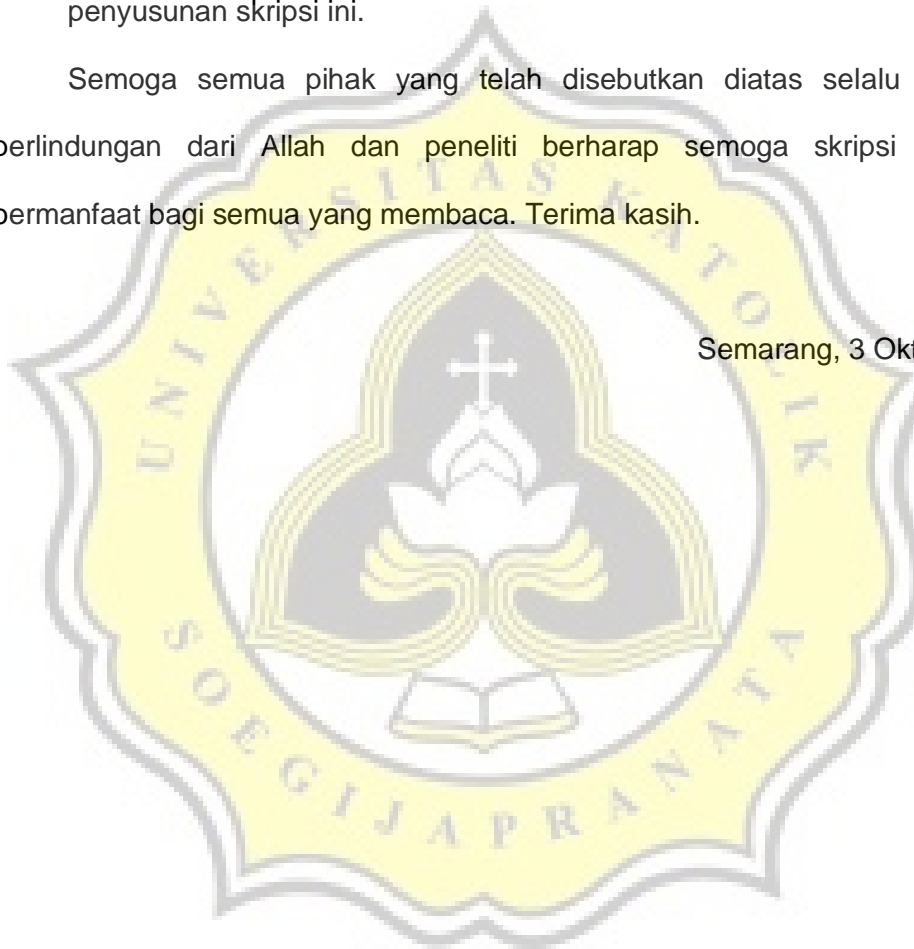 penyusunan skripsi ini.
Semoga semua pihak yang telah disebutkan diatas selalu
perlindungan dari Allah dan peneliti berharap semoga skripsi
bermanfaat bagi semua yang membaca. Terima kasih.
Semarang, 3 Okt
UNIVERSITAS KATOLIK
SOEGIJAPRANATA